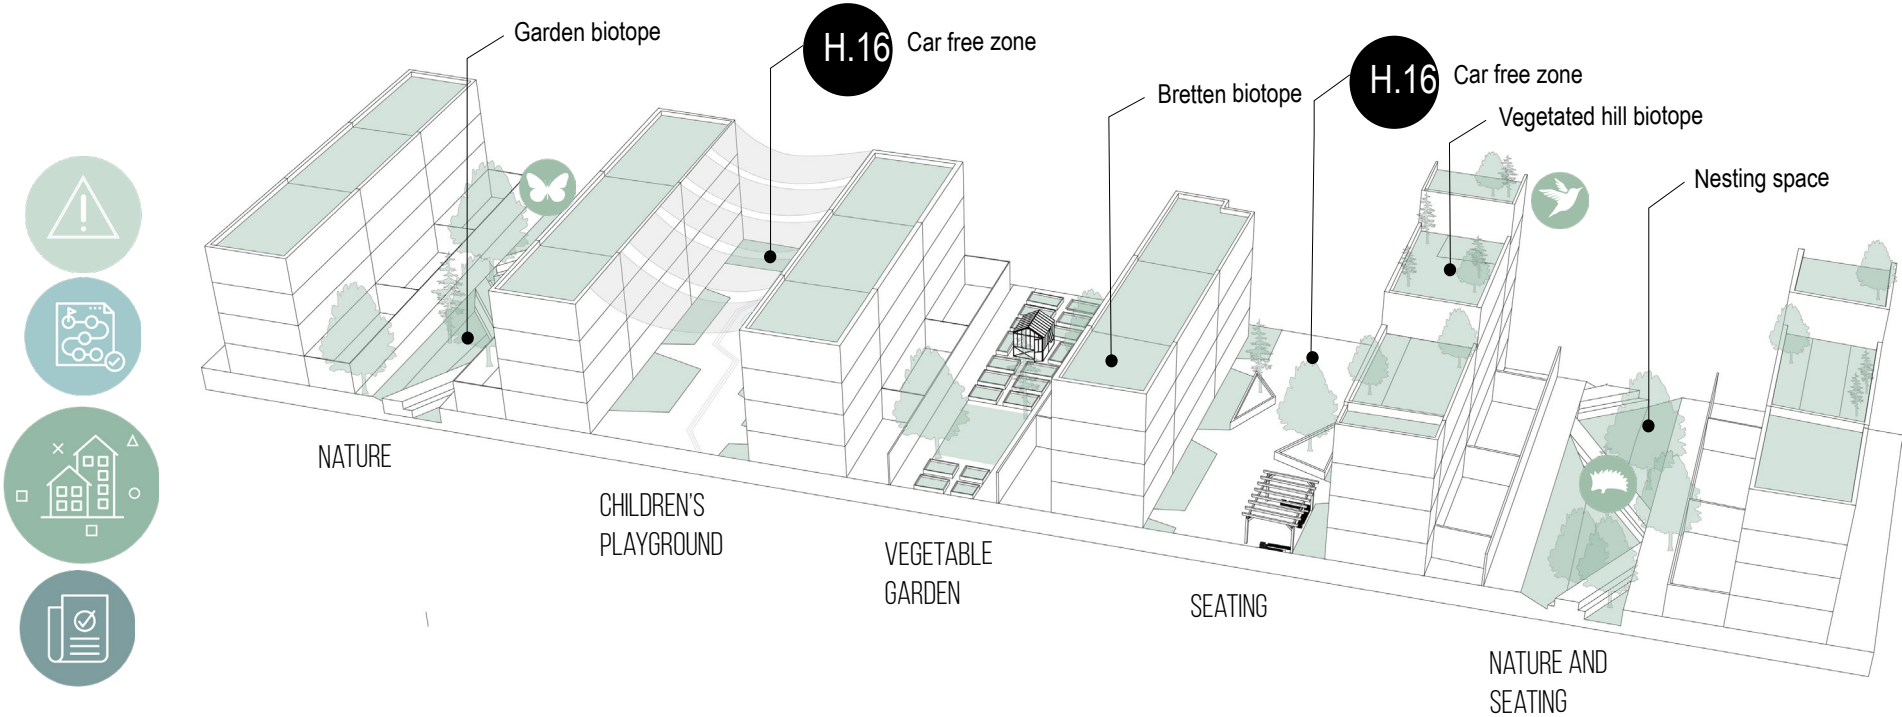 Garden biotope
H.16 Car free zone
Bretten biotope
H.16 Car free zone
Vegetated hill biotope
Nesting space
NATURE
CHILDREN'S
PLAYGROUND
VEGETABLE
GARDEN
SEATING
NATURE AND
SEATING